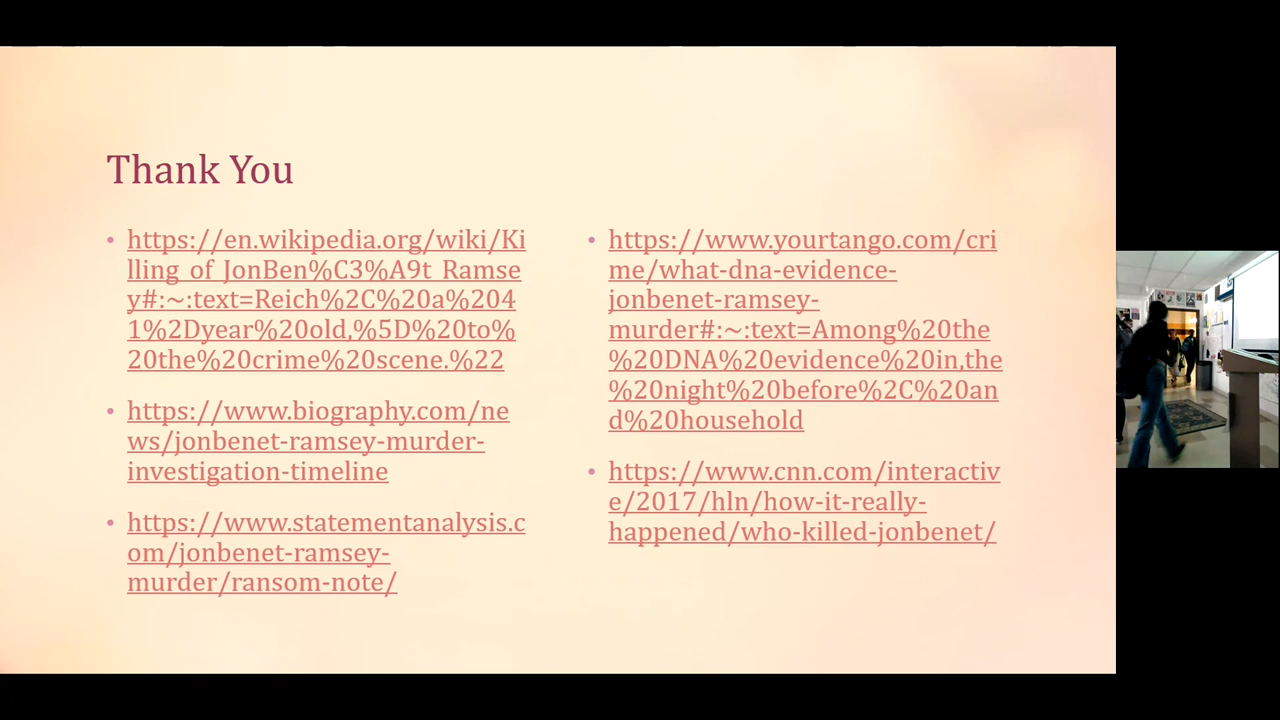 Thank You
• https://en.wikipedia.org/wiki/Ki
lling_of_JonBen%C3%A9t_Ramse
y#:~:text=Reich%2C%20a%204
1%2Dyear%20old,%5D%20to%
20the%20crime%20scene.%22
• https://www.biography.com/ne
ws/jonbenet-ramsey-murder-
investigation-timeline
• https://www.statementanalysis.c
om/jonbenet-ramsey-
murder/ransom-note/
• https://www.yourtango.com/cri
me/what-dna-evidence-
jonbenet-ramsey-
murder#:~:text=Among%20the
%20DNA%20evidence%20in,the
%20night%20before%2C%20an
d%20household
• https://www.cnn.com/interactiv
e/2017/hln/how-it-really-
happened/who-killed-jonbenet/